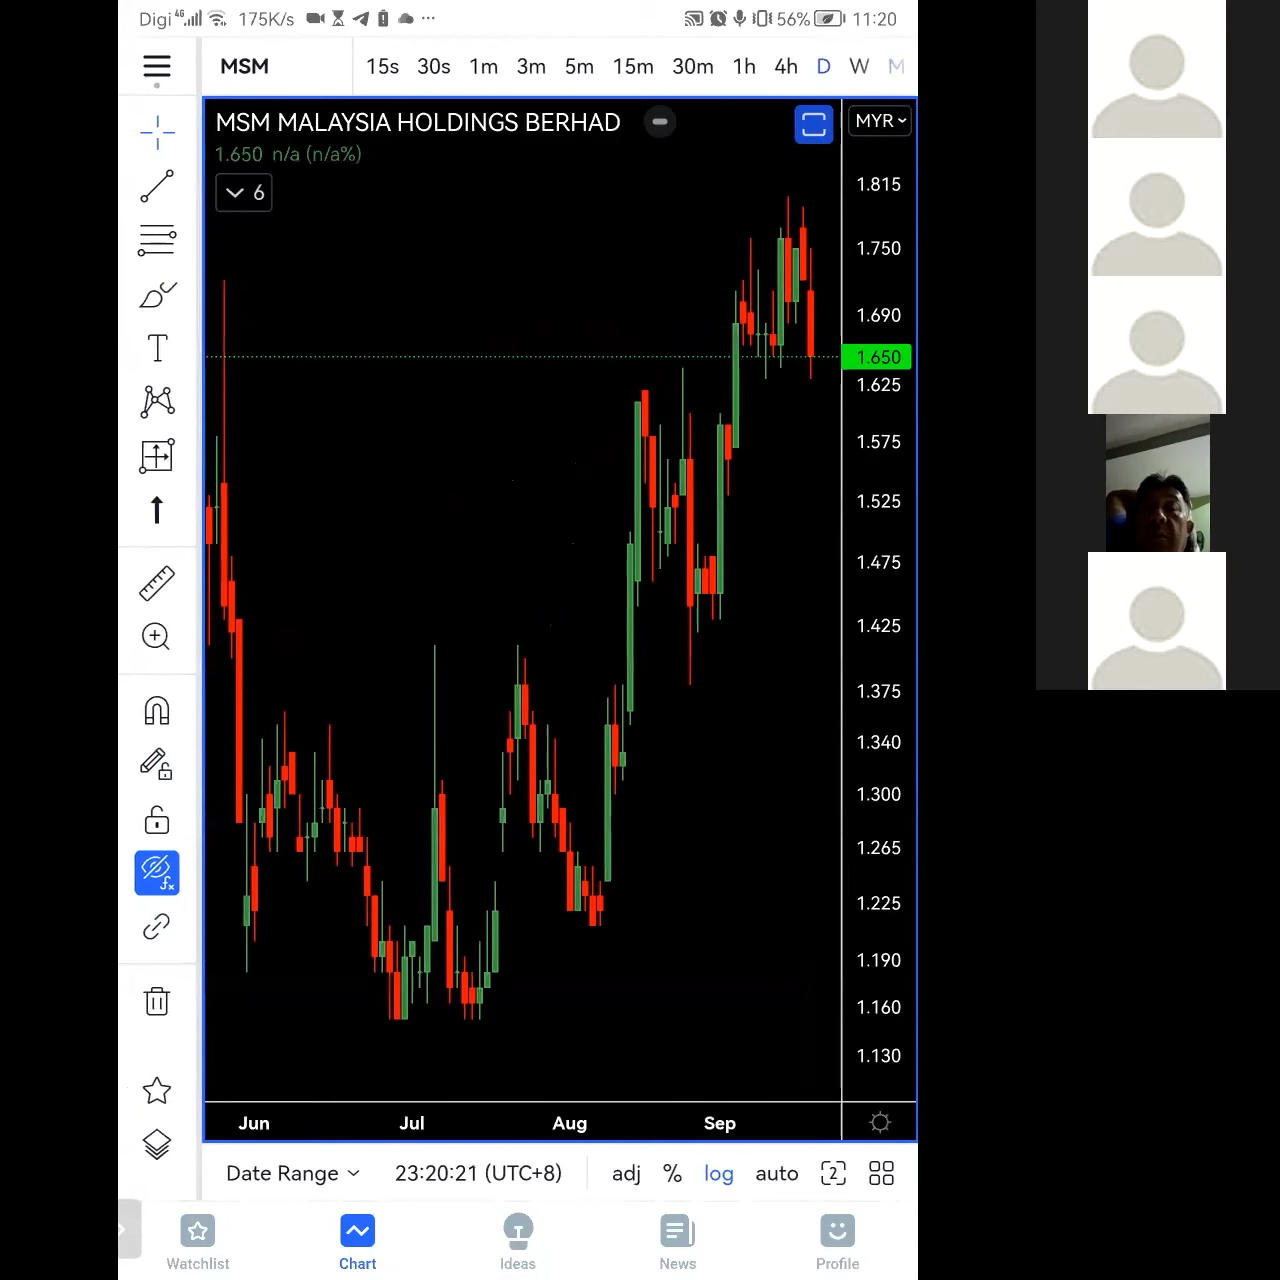 Digi 4G 175K/s ... 56% 11:20
MSM 15s 30s 1m 3m 5m 15m 30m 1h 4h D W M
MSM MALAYSIA HOLDINGS BERHAD
MYR
1.650 n/a (n/a%)
6
T
fx
1.815
1.750
1.690
1.650
1.625
1.575
1.525
1.475
1.425
1.375
1.340
1.300
1.265
1.225
1.190
1.160
1.130
Jun Jul Aug Sep
Date Range 23:20:21 (UTC+8) adj % log auto 2
Watchlist Chart Ideas News Profile